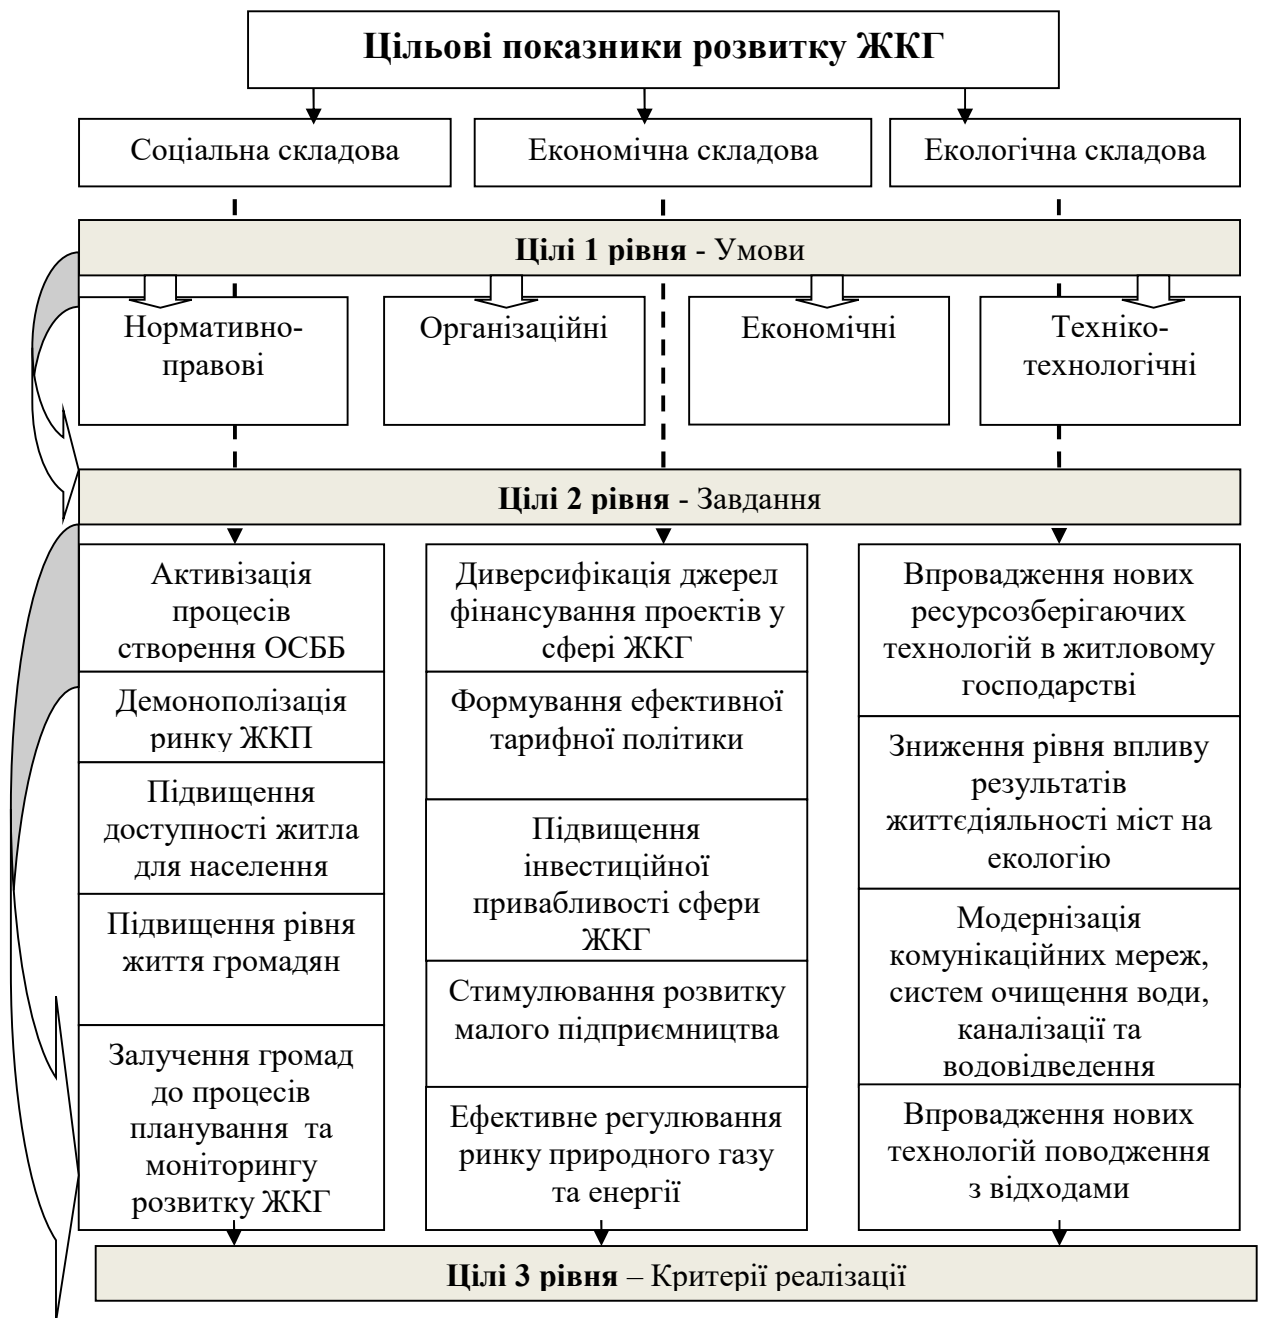 Цільові показники розвитку ЖКГ
Соціальна складова
Економічна складова
Екологічна складова
Цілі 1 рівня - Умови
Нормативно-
правові
Організаційні
Економічні
Техніко-
технологічні
Цілі 2 рівня - Завдання
Активізація
процесів
створення ОСББ
Демонополізація
ринку ЖКП
Підвищення
доступності житла
для населення
Підвищення рівня
життя громадян
Залучення громад
до процесів
планування та
моніторингу
розвитку ЖКГ
Диверсифікація джерел
фінансування проектів у
сфері ЖКГ
Формування ефективної
тарифної політики
Підвищення
інвестиційної
привабливості сфери
ЖКГ
Стимулювання розвитку
малого підприємництва
Ефективне регулювання
ринку природного газу
та енергії
Впровадження нових
ресурсозберігаючих
технологій в житловому
господарстві
Зниження рівня впливу
результатів
життєдіяльності міст на
екологію
Модернізація
комунікаційних мереж,
систем очищення води,
каналізації та
водовідведення
Впровадження нових
технологій поводження
з відходами
Цілі 3 рівня – Критерії реалізації